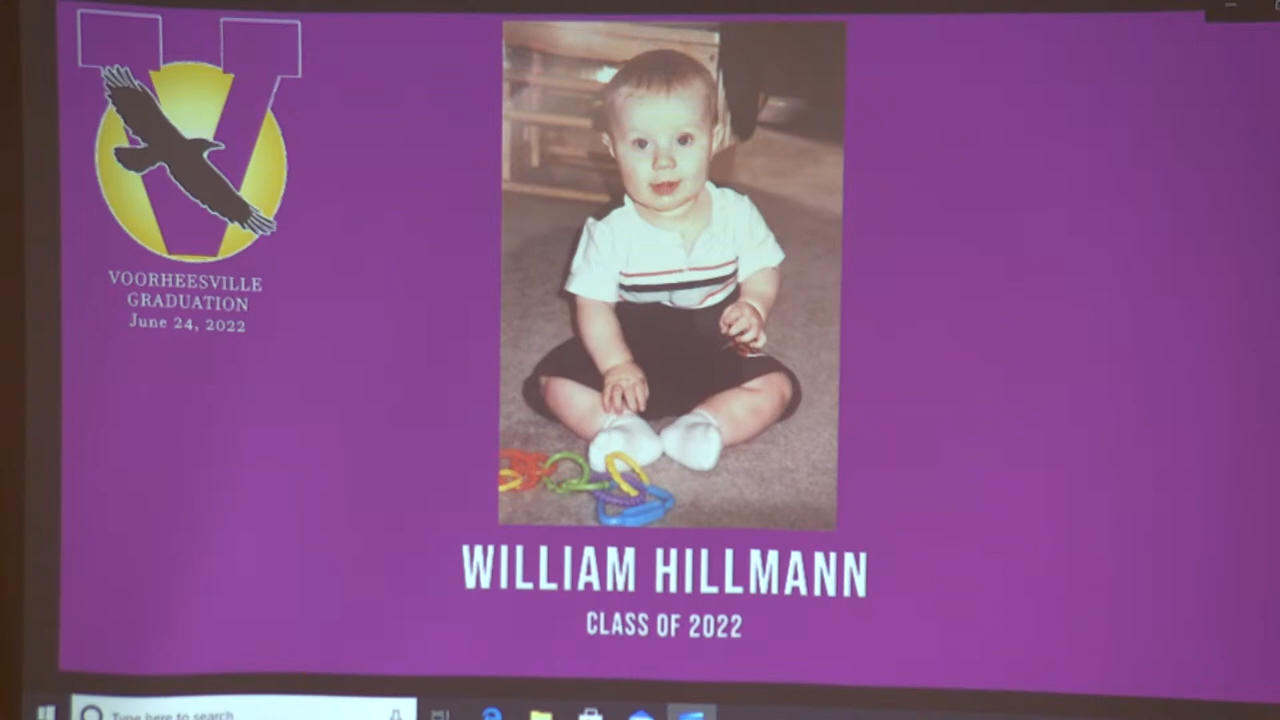 VOORHEESVILLE
GRADUATION
June 24, 2022
WILLIAM HILLMANN
CLASS OF 2022
Type here to search